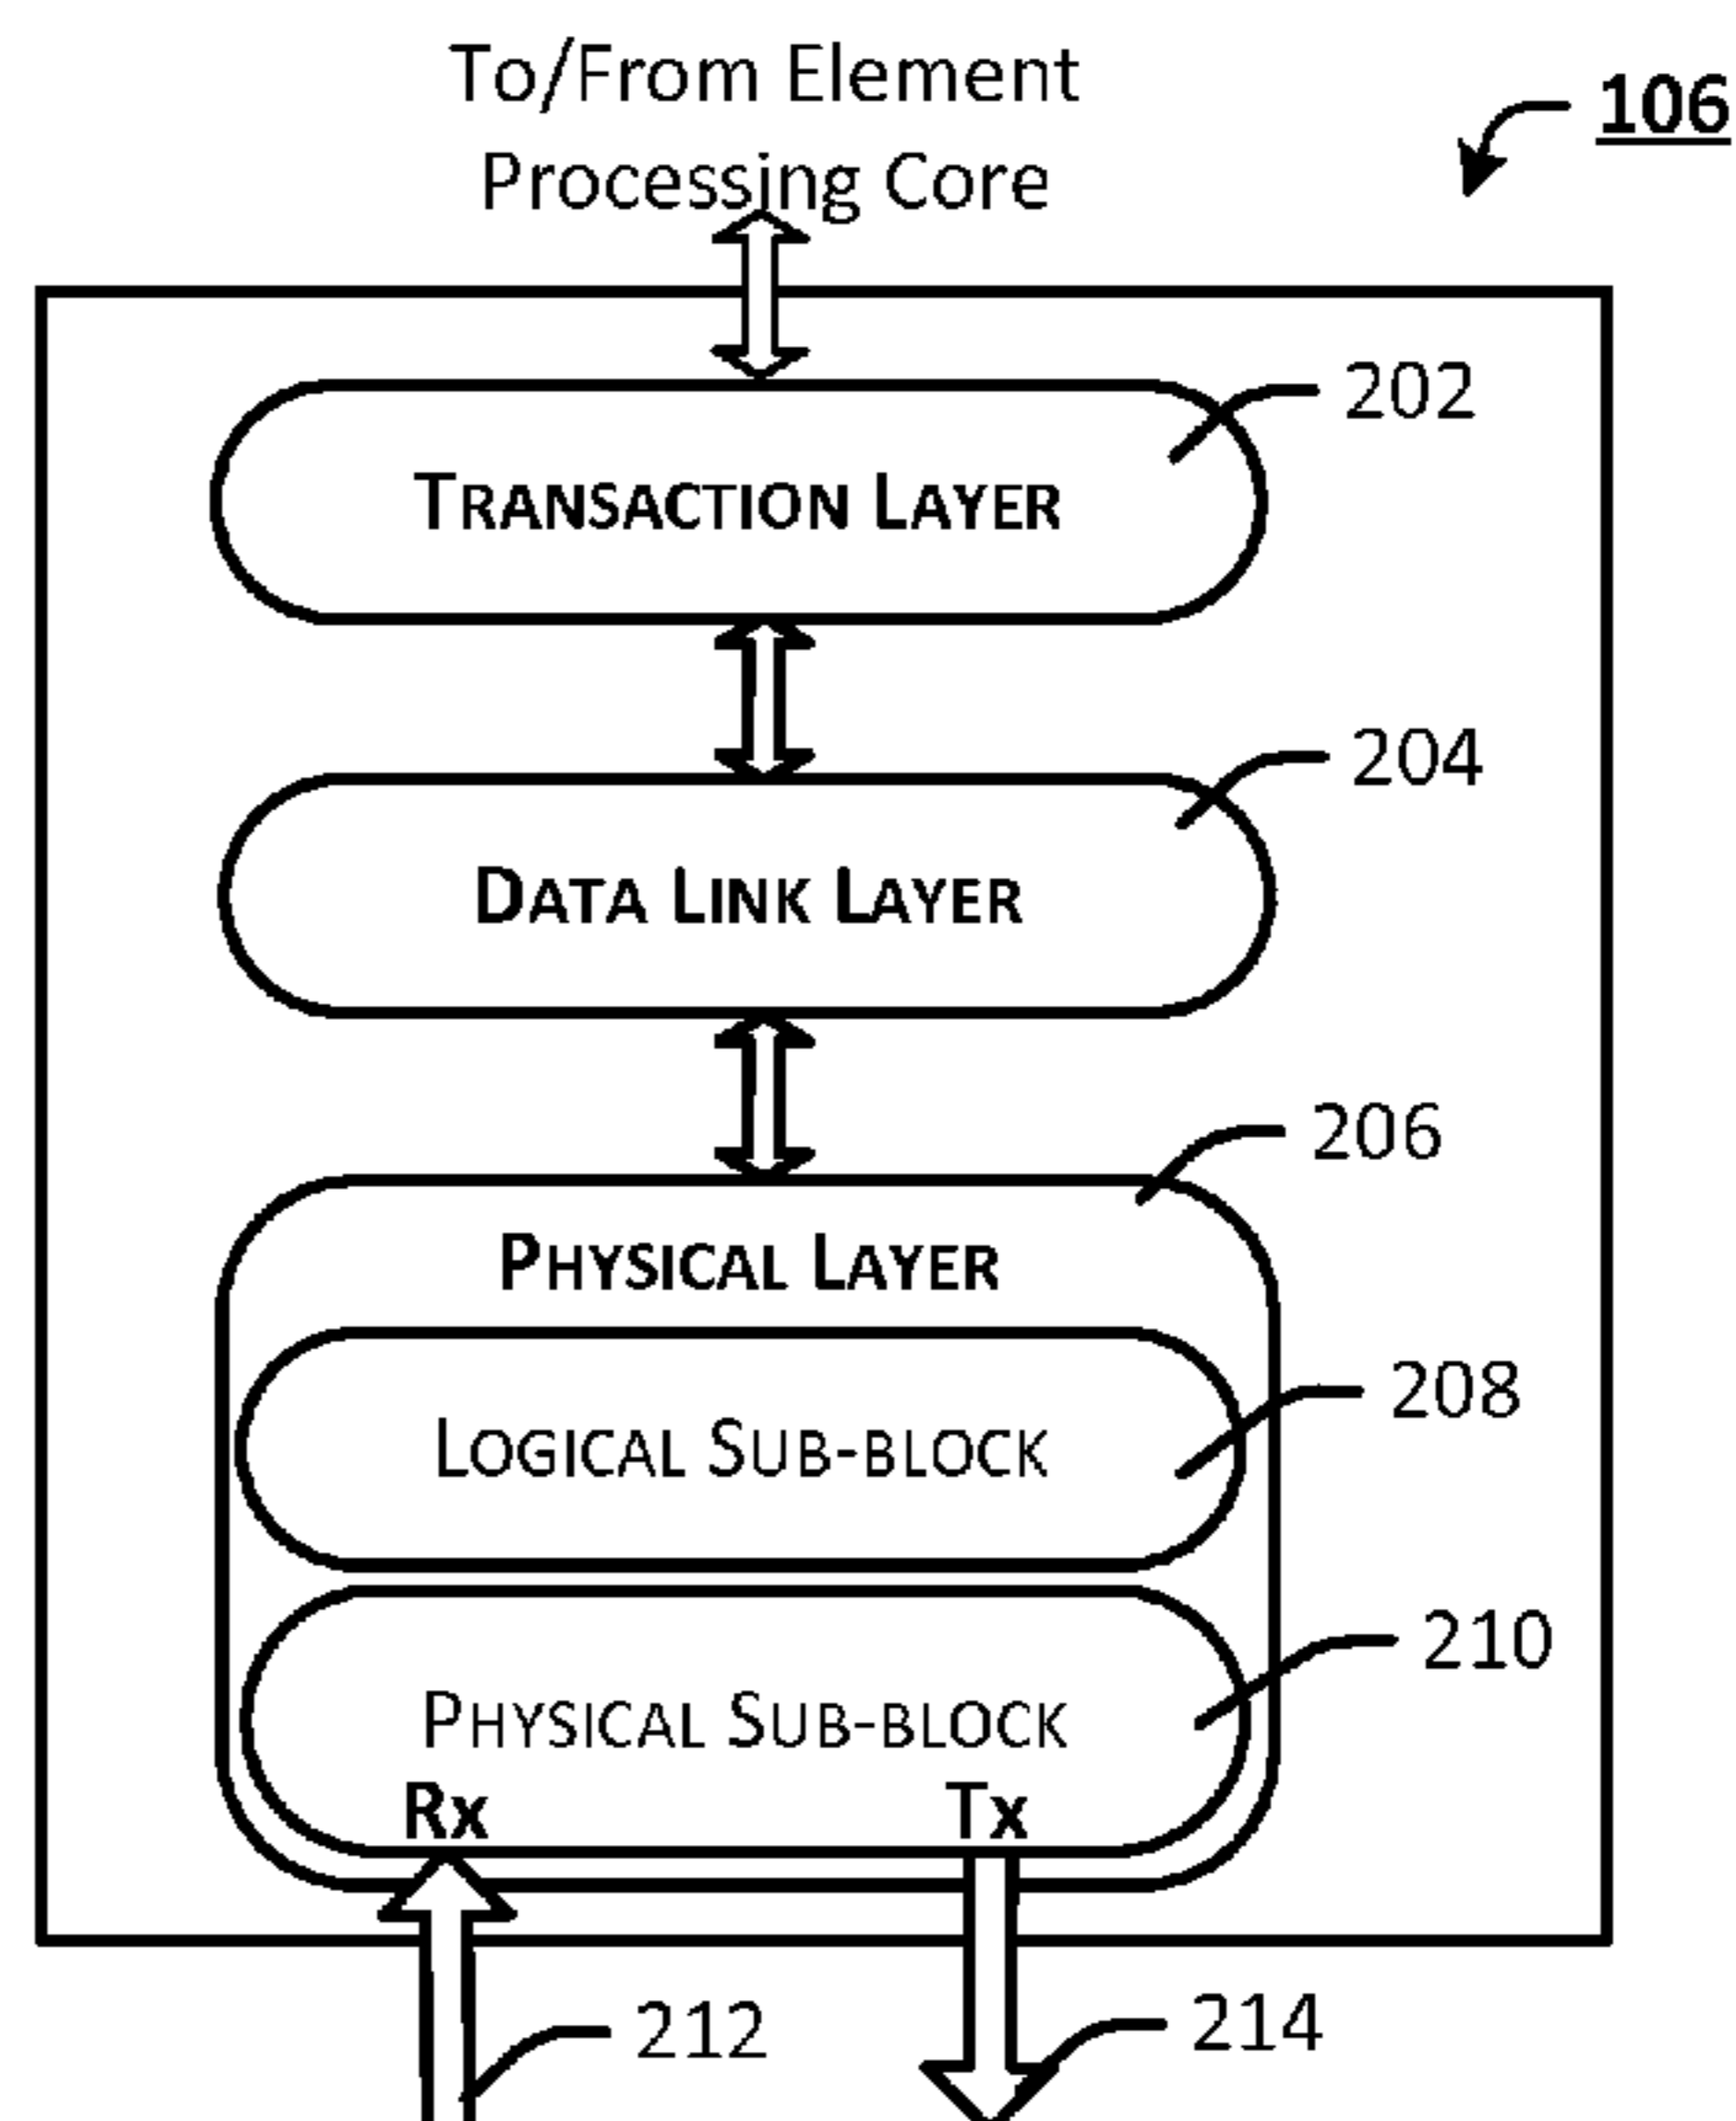 To/From Element
Processing Core
106
202
TRANSACTION LAYER
204
DATA LINK LAYER
206
PHYSICAL LAYER
208
LOGICAL SUB-BLOCK
210
PHYSICAL SUB-BLOCK
Rx Tx
212
214